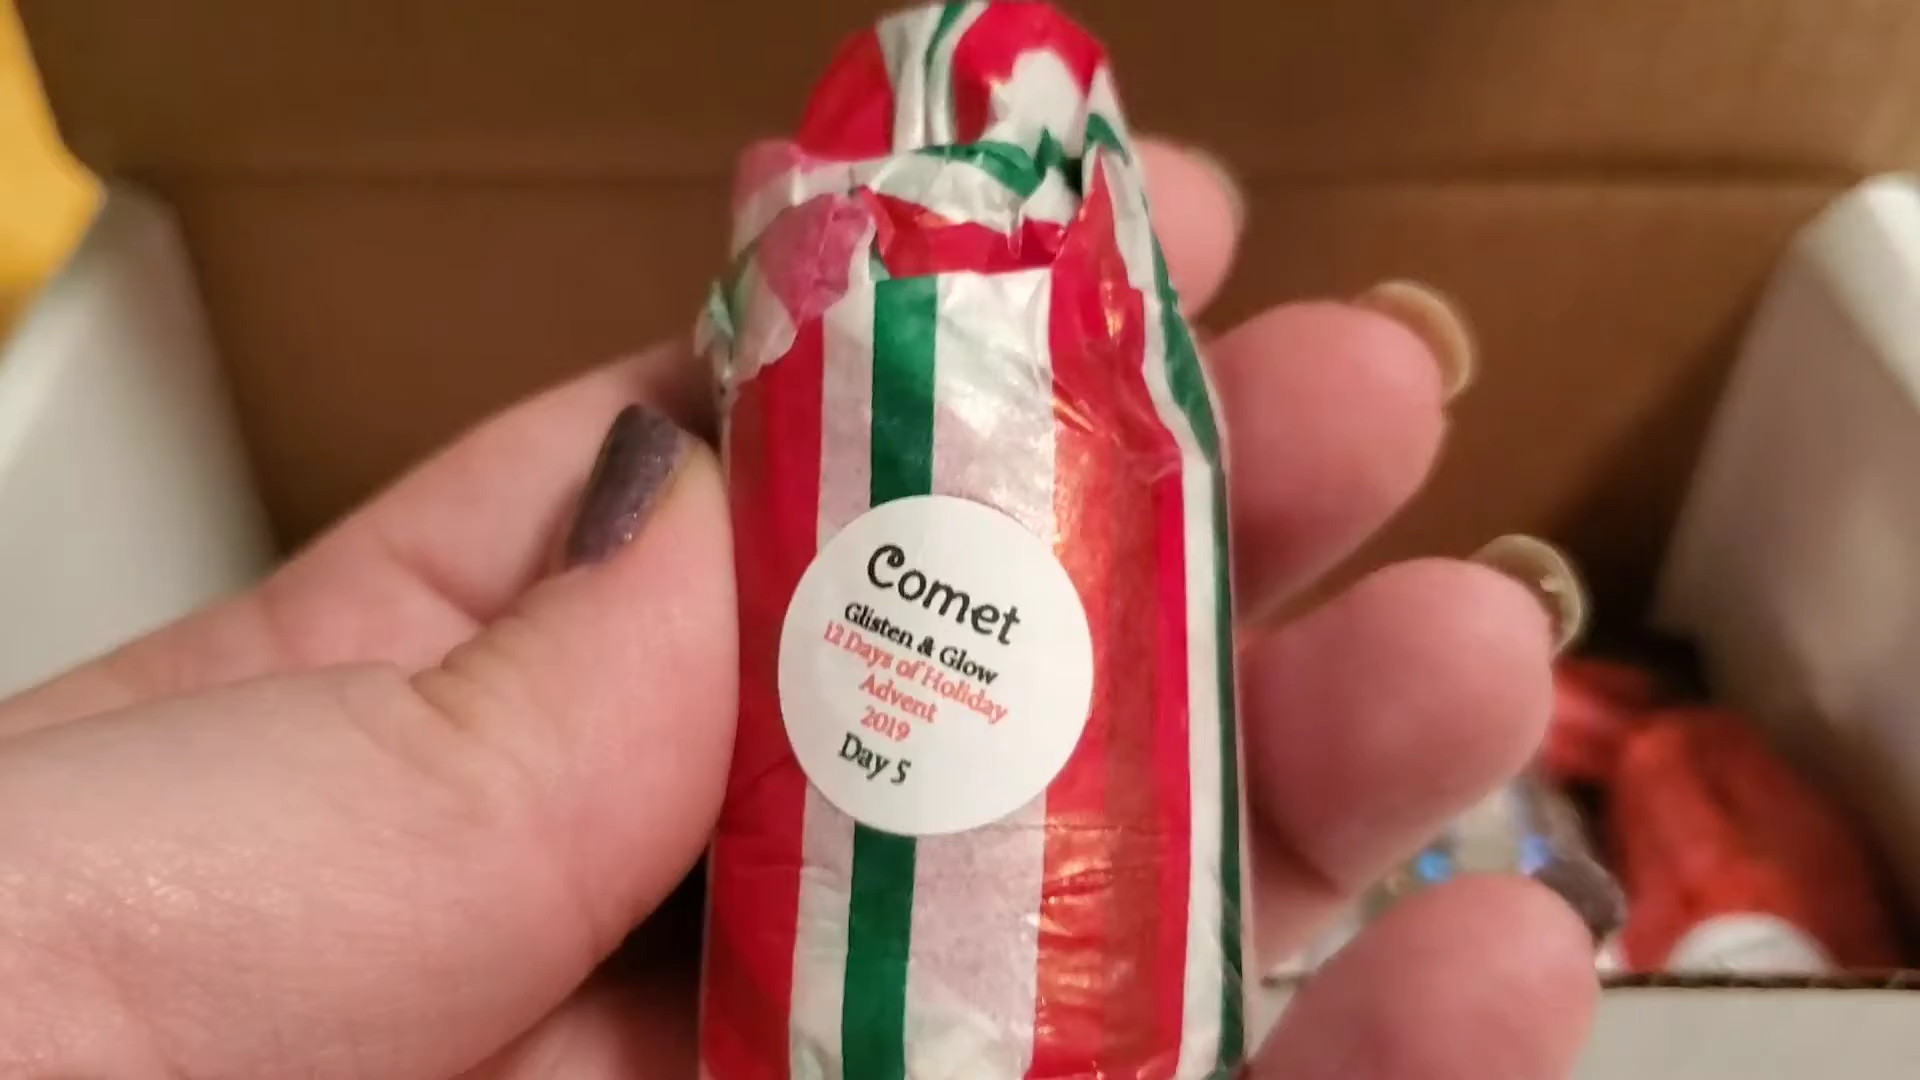 Comet
Glisten & Glow
12 Days of Holiday
Advent
2019
Day 5